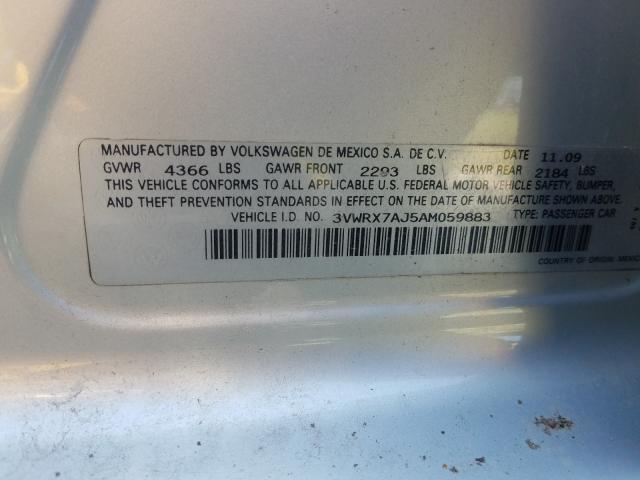 MANUFACTURED BY VOLKSWAGEN DE MEXICO S.A. DE C.V. DATE 11.09
GVWR 4366 LBS GAWR FRONT 2293 LBS GAWR REAR 2184 LBS
THIS VEHICLE CONFORMS TO ALL APPLICABLE U.S. FEDERAL MOTOR VEHICLE SAFETY, BUMPER,
AND THEFT PREVENTION STANDARDS IN EFFECT ON THE DATE OF MANUFACTURE SHOWN ABOVE.
VEHICLE I.D. NO. 3VWRX7AJ5AM059883 TYPE: PASSENGER CAR
COUNTRY OF ORIGIN: MEXICO